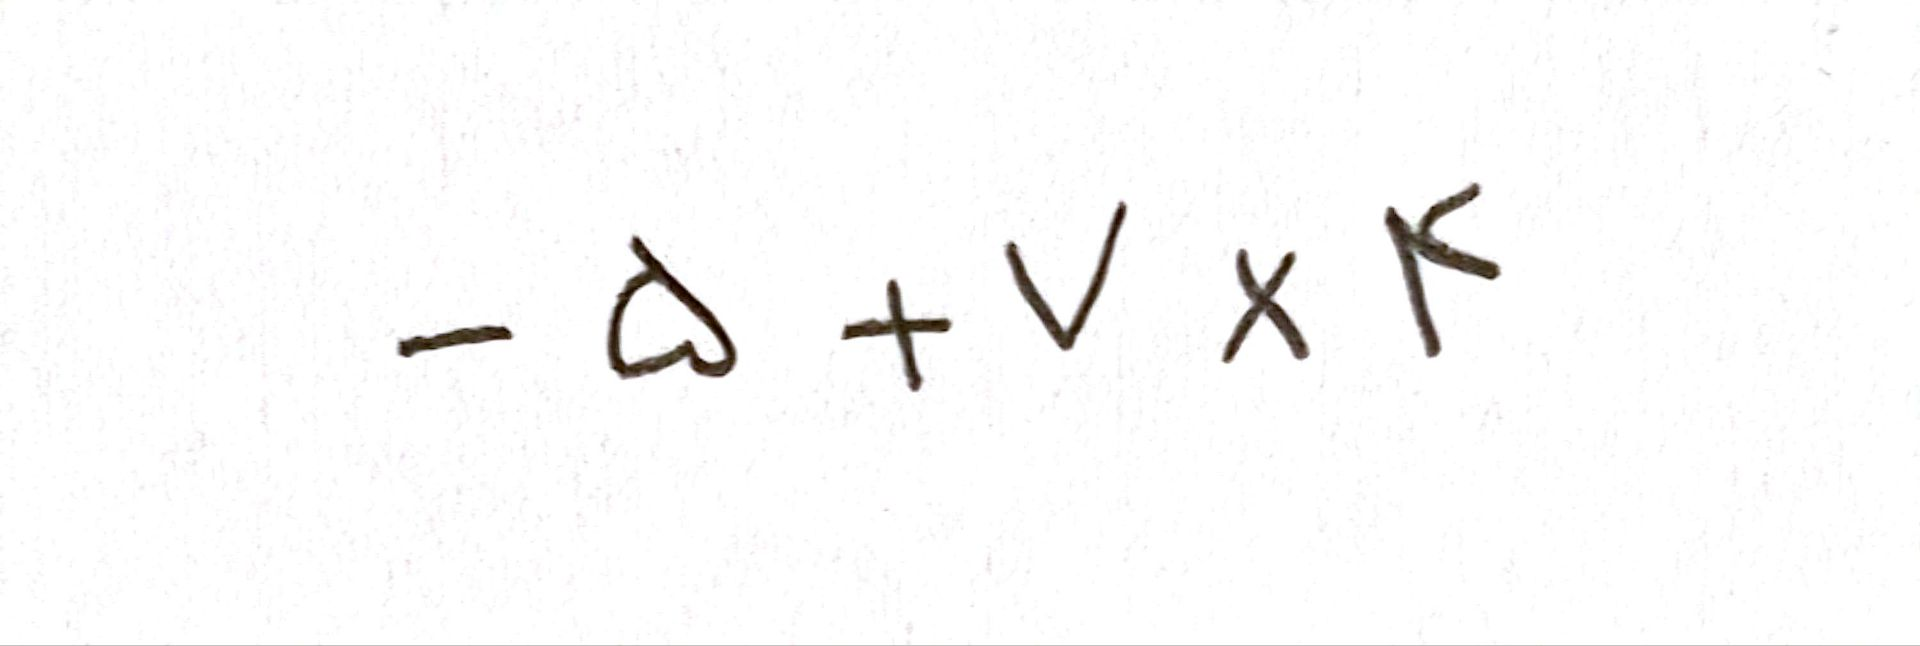 - ۵ + ۷ × ۴